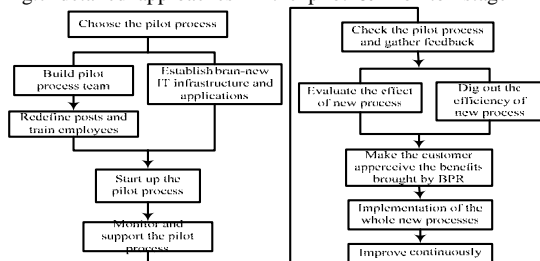 Choose the pilot process
Build pilot
process team
Establish bran-new
IT infrastructure and
applications
Redefine posts and
train employees
Start up the
pilot process
Monitor and
support the pilot
process
Check the pilot process
and gather feedback
Evaluate the effect
of new process
Dig out the
efficiency of
new process
Make the customer
apperceive the benefits
brought by BPR
Implementation of the
whole new processes
Improve continuously